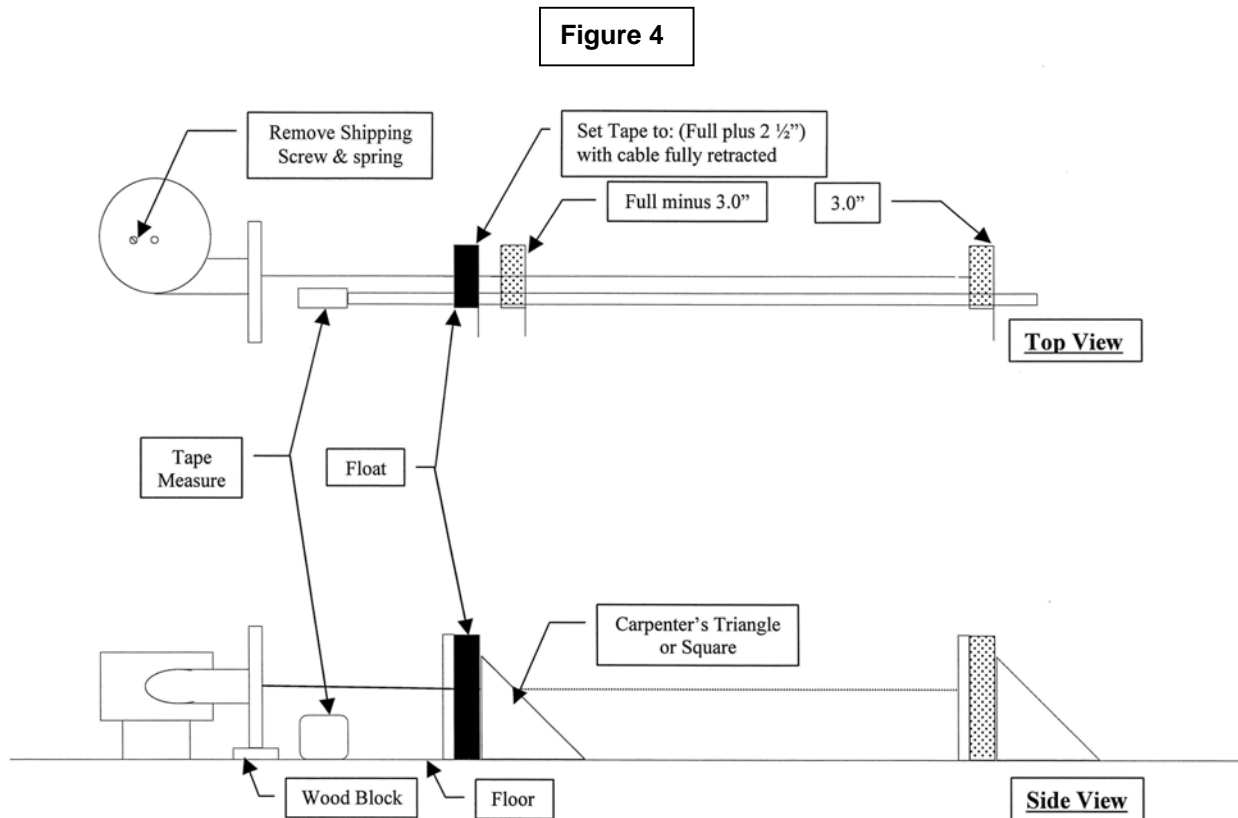 Figure 4
Remove Shipping
Screw & spring
Set Tape to: (Full plus 2 ½”)
with cable fully retracted
Full minus 3.0”
3.0”
Top View
Tape
Measure
Float
Carpenter’s Triangle
or Square
Wood Block
Floor
Side View